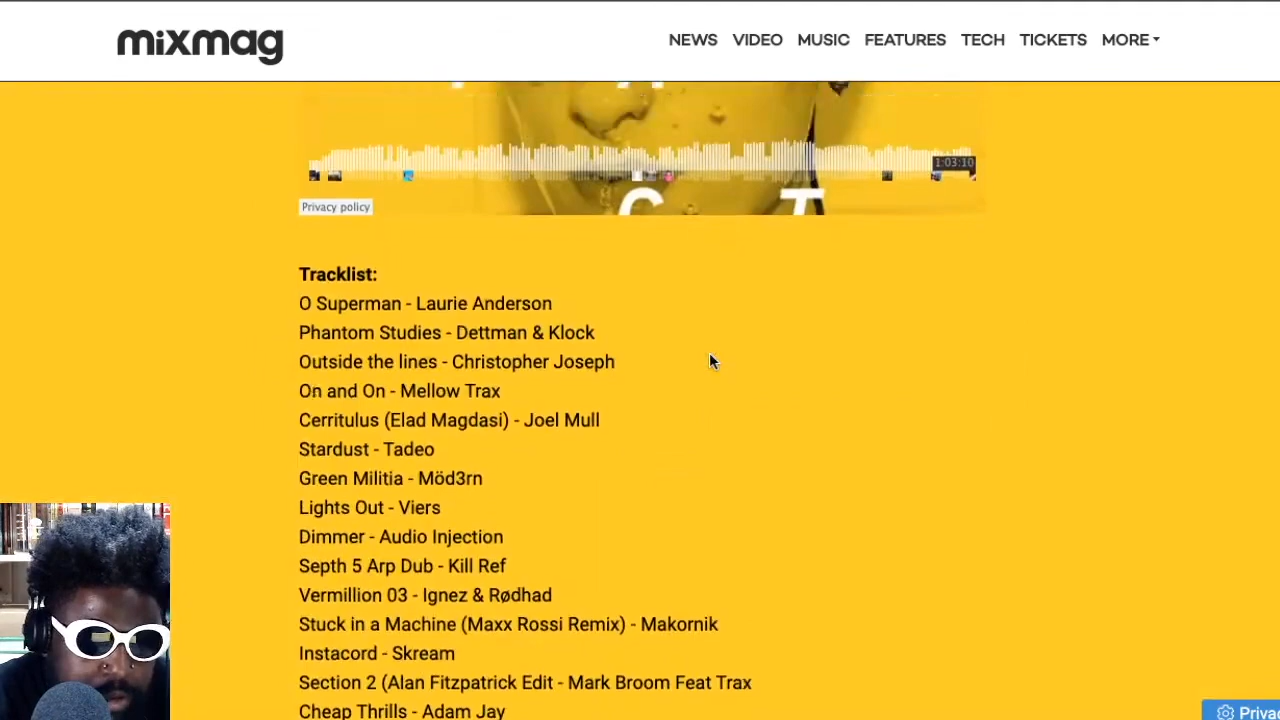 mixmag
NEWS VIDEO MUSIC FEATURES TECH TICKETS MORE
1:03:10
Privacy policy
C T
Tracklist:
O Superman - Laurie Anderson
Phantom Studies - Dettman & Klock
Outside the lines - Christopher Joseph
On and On - Mellow Trax
Cerritulus (Elad Magdasi) - Joel Mull
Stardust - Tadeo
Green Militia - Möd3rn
Lights Out - Viers
Dimmer - Audio Injection
Septh 5 Arp Dub - Kill Ref
Vermillion 03 - Ignez & Rødhad
Stuck in a Machine (Maxx Rossi Remix) - Makornik
Instacord - Skream
Section 2 (Alan Fitzpatrick Edit - Mark Broom Feat Trax
Cheap Thrills - Adam Jay
Priva